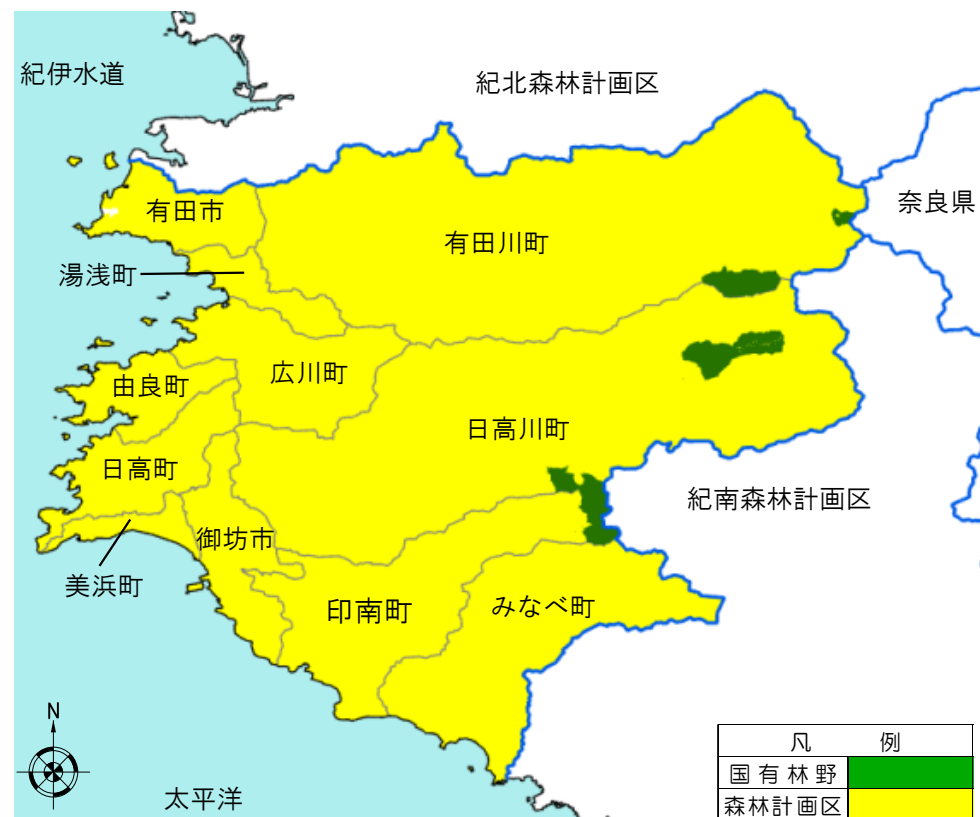 紀伊水道
紀北森林計画区
奈良県
有田市
有田川町
湯浅町
広川町
由良町
日高川町
日高町
紀南森林計画区
御坊市
美浜町
印南町
みなべ町
N
太平洋
凡 例
国有林野
森林計画区